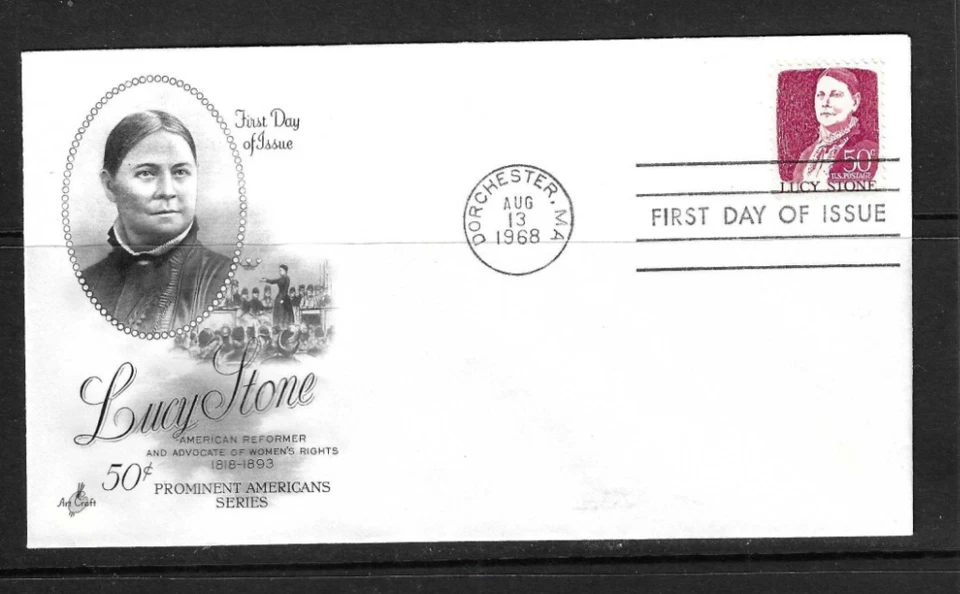 First Day
of Issue
Lucy Stone
AMERICAN REFORMER
AND ADVOCATE OF WOMEN'S RIGHTS
1818-1893
50¢ PROMINENT AMERICANS
SERIES
Art Craft
DORCHESTER, MA
AUG
13
1968
50¢
U.S. POSTAGE
LUCY STONE
FIRST DAY OF ISSUE